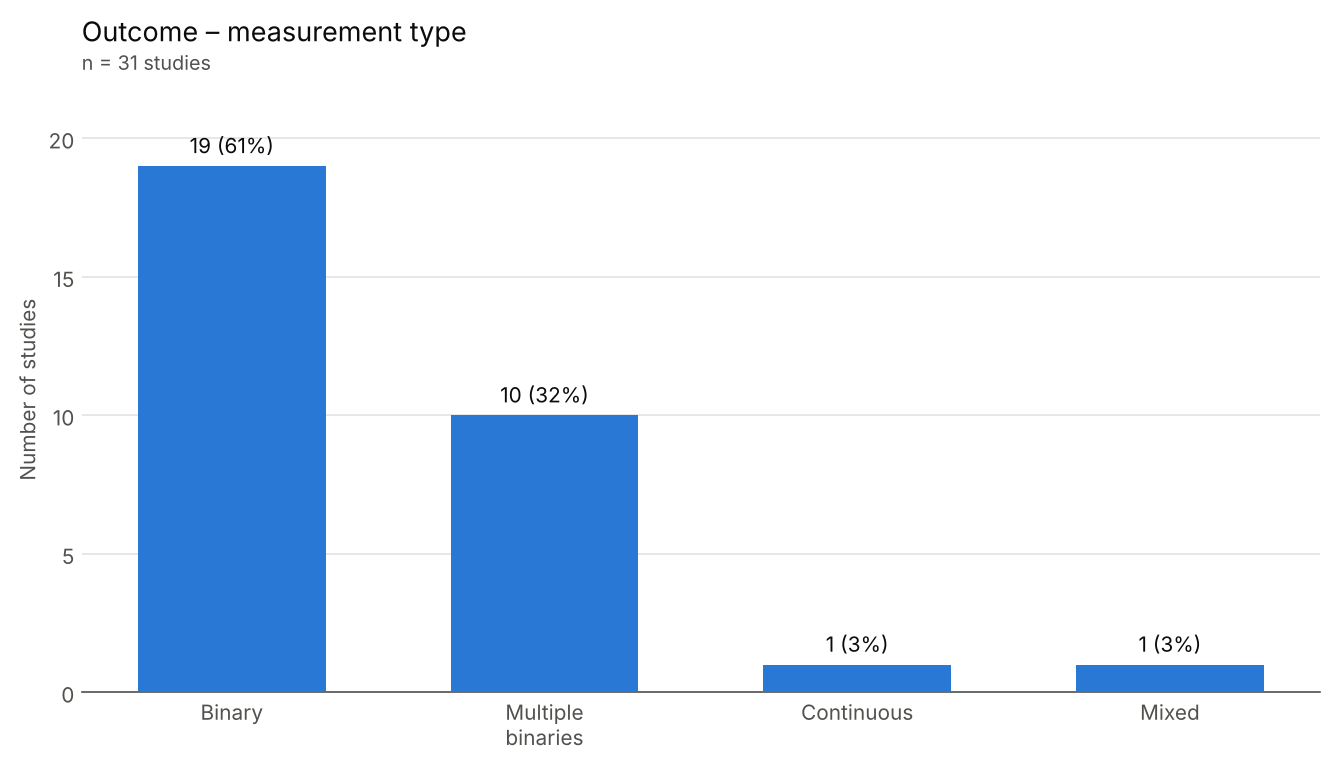 Outcome – measurement type
n = 31 studies
Number of studies
20
15
10
5
0
19 (61%)
10 (32%)
1 (3%)
1 (3%)
Binary
Multiple
binaries
Continuous
Mixed